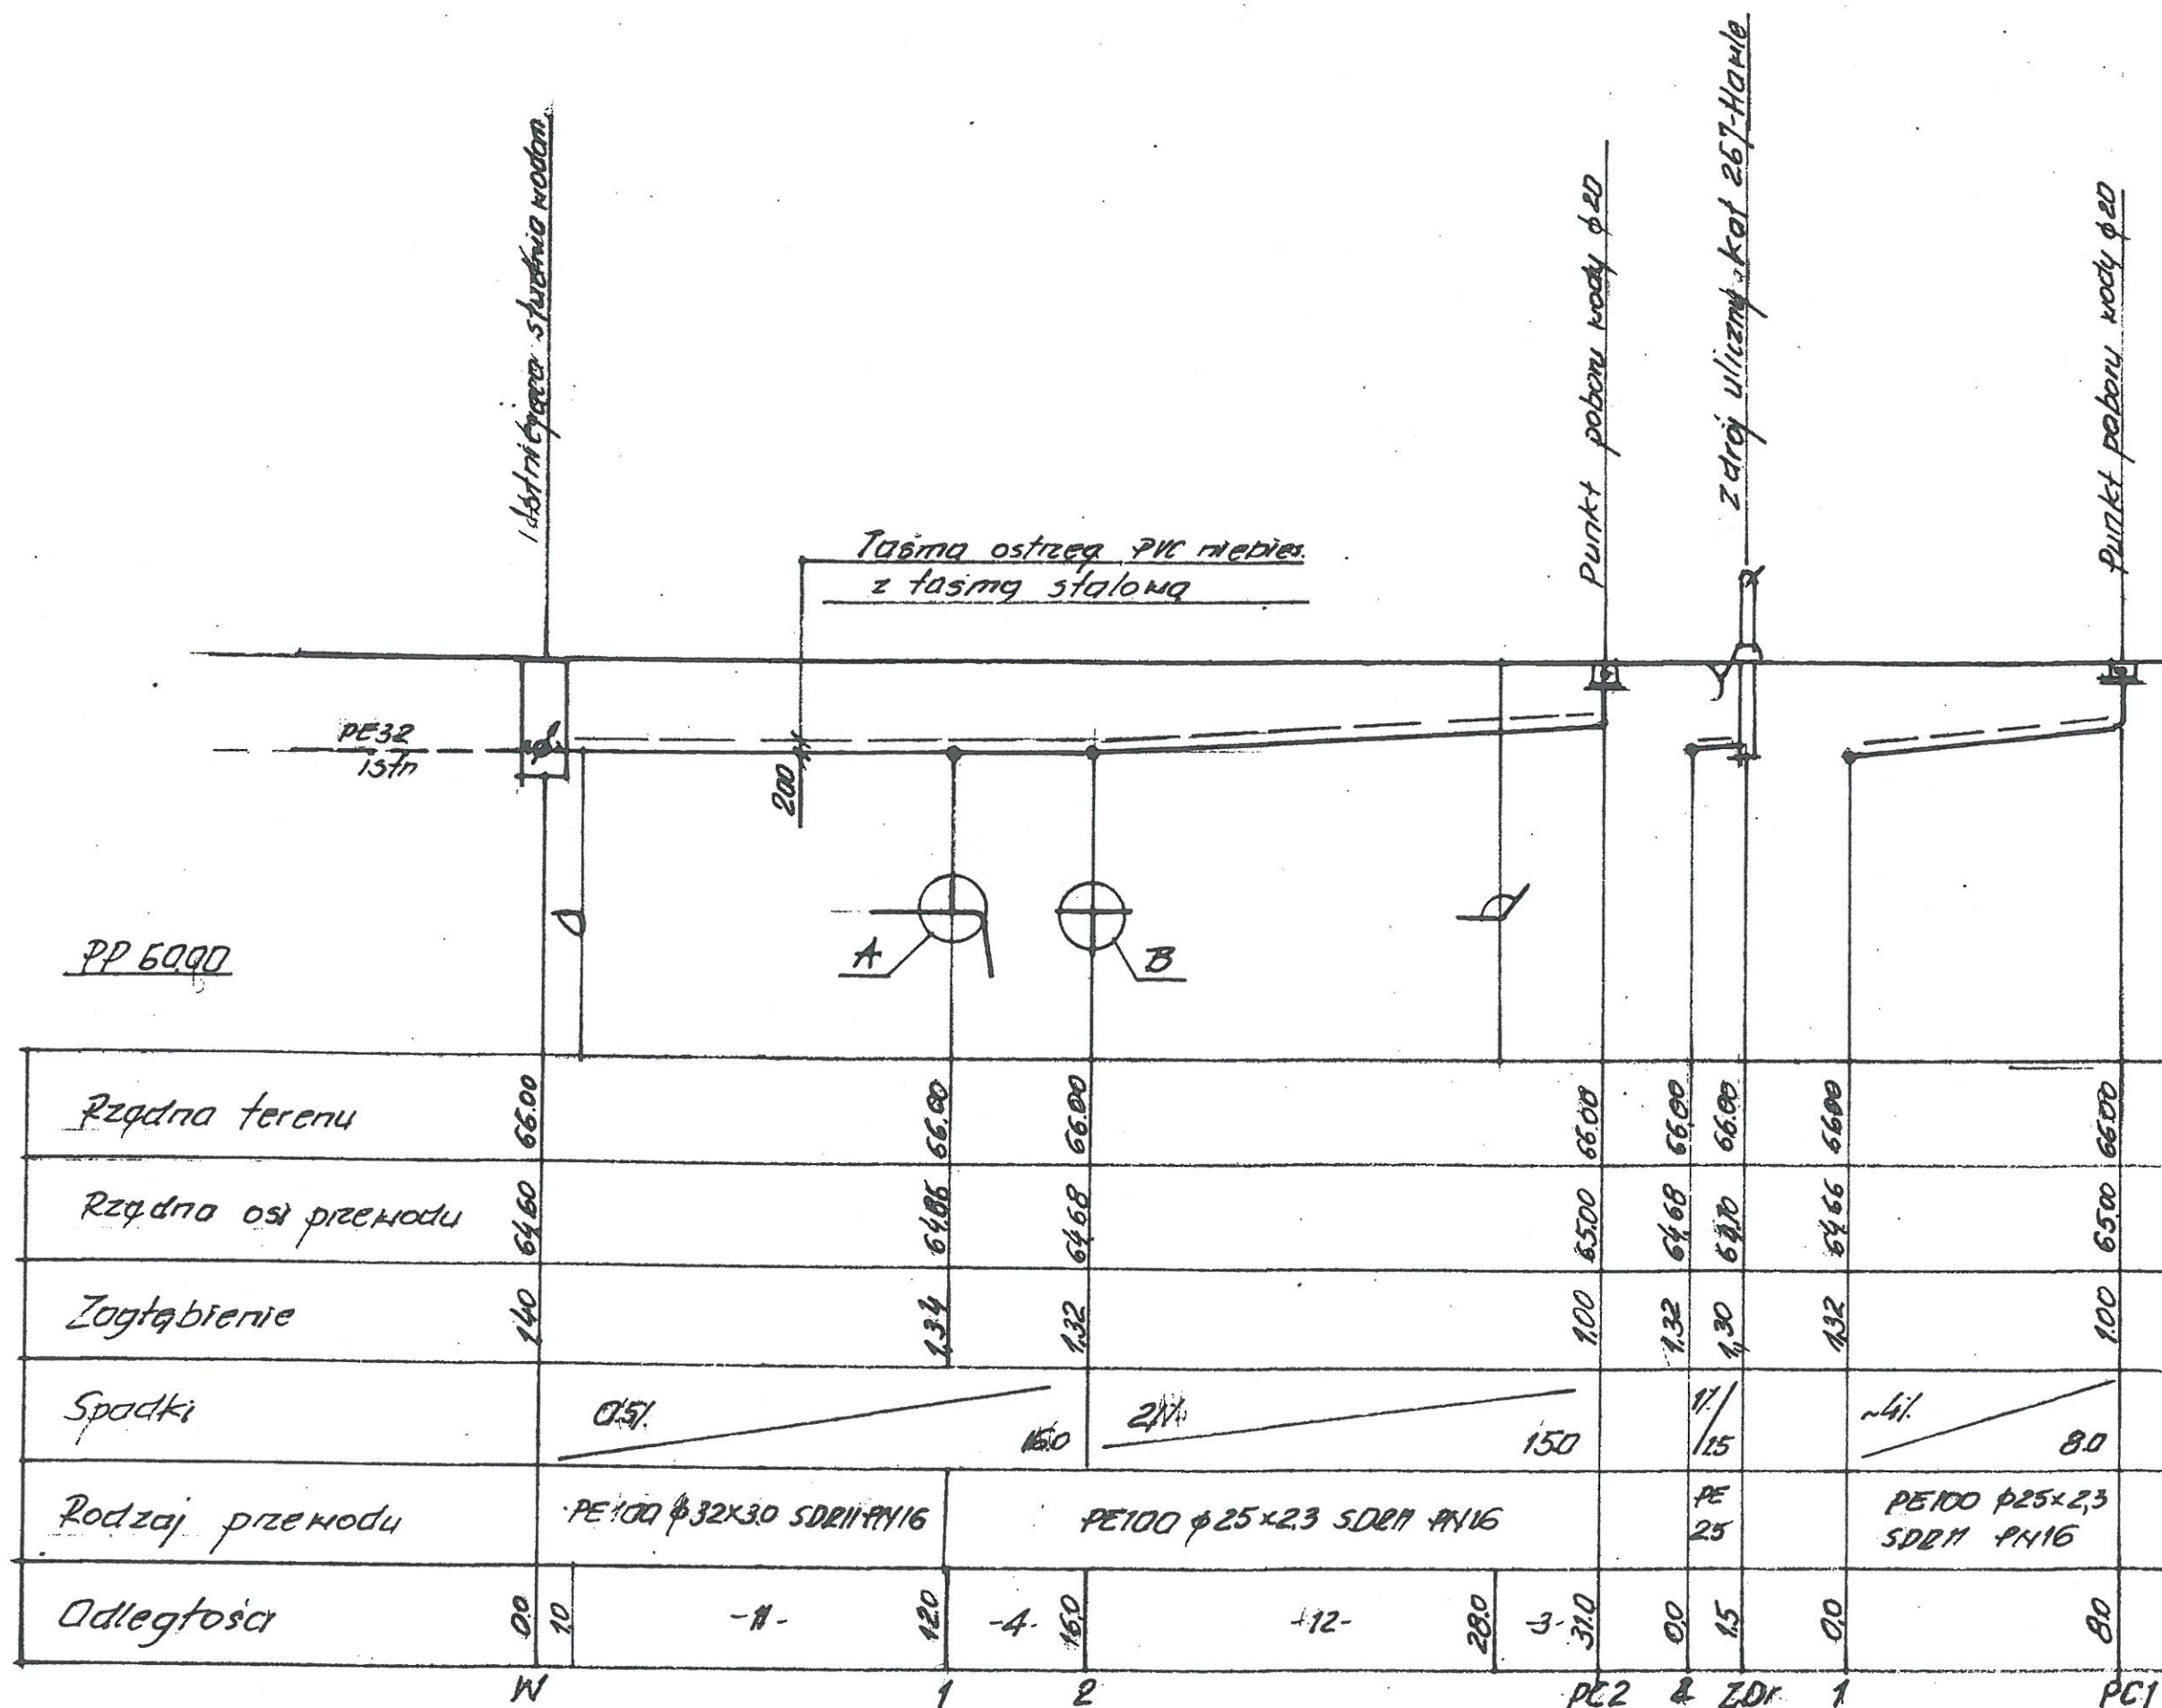 istniejąca studnia wodom.
Punkt poboru wody ϕ 20
zdrój uliczny kat 267-Hawle
Punkt poboru wody ϕ 20
Taśma ostrzeg PVC niebies.
z taśmą stalową
PE32
istn
200
A
B
PP 60.00
Rzędna terenu 66.00 66.00 66.00 66.00 66.00 66.00 66.00 66.00
Rzędna osi przewodu 64,60 64,68 65.00 64,68 64,70 64,66 65.00
Zagłębienie 1.40 1.34 1.32 1.00 1.32 1,30 1,32 1.00
Spadki 0.5% 16.0 15.0 1% 1.5 ~4% 8.0
Rodzaj przewodu PE100 ϕ32x3.0 SDR11 PN16 PE100 ϕ25x2.3 SDR11 PN16 PE 25 PE100 ϕ25x2,3 SDR11 PN16
Odległości 0.0 1.0 -11- 12.0 -4- 16.0 -12- 28.0 -3- 31.0 0.0 1.5 0.0 8.0
W 1 2 PC2 2 ZDr. 1 PC1